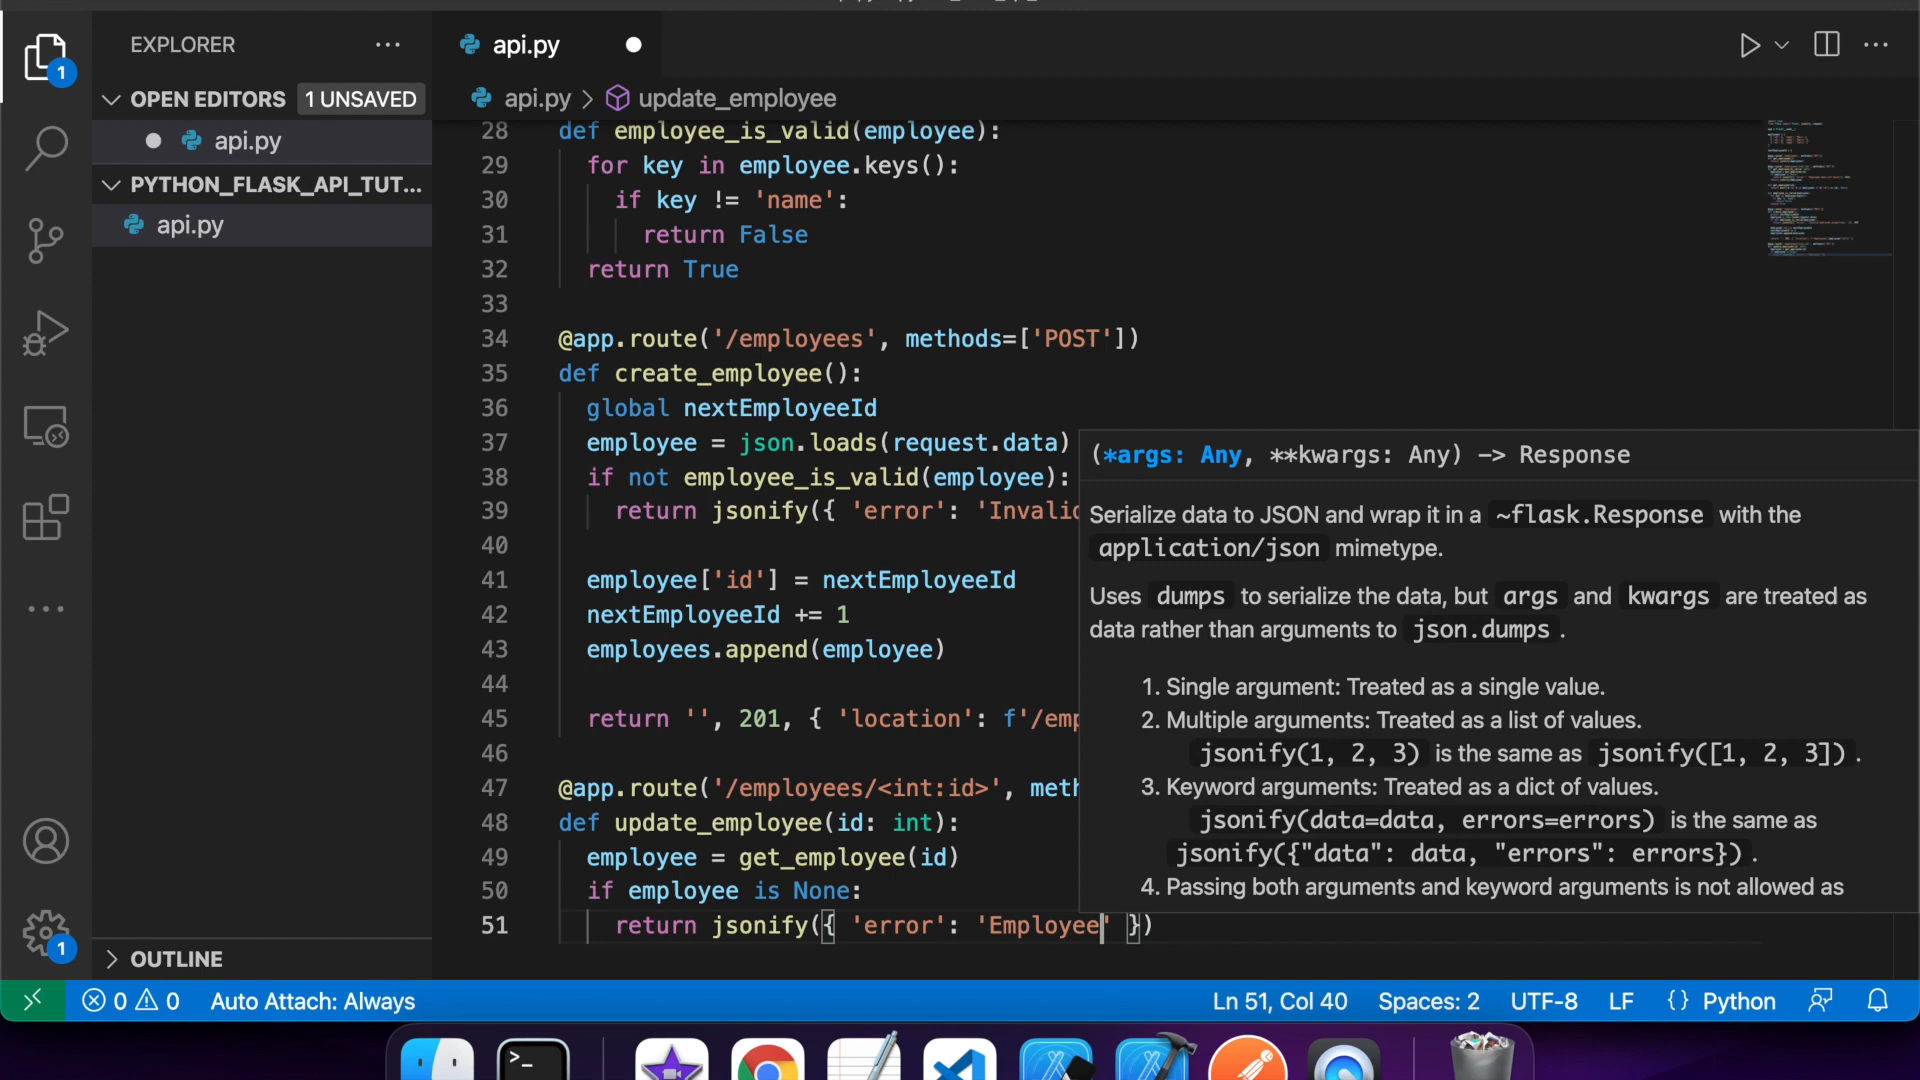 EXPLORER
api.py
OPEN EDITORS 1 UNSAVED
api.py
PYTHON_FLASK_API_TUT...
api.py
OUTLINE
1
1
api.py > update_employee
28 def employee_is_valid(employee):
29 for key in employee.keys():
30 if key != 'name':
31 return False
32 return True
33
34 @app.route('/employees', methods=['POST'])
35 def create_employee():
36 global nextEmployeeId
37 employee = json.loads(request.data)
38 if not employee_is_valid(employee):
39 return jsonify({ 'error': 'Invalid
40
41 employee['id'] = nextEmployeeId
42 nextEmployeeId += 1
43 employees.append(employee)
44
45 return '', 201, { 'location': f'/emp
46
47 @app.route('/employees/<int:id>', meth
48 def update_employee(id: int):
49 employee = get_employee(id)
50 if employee is None:
51 return jsonify({ 'error': 'Employee' })
(*args: Any, **kwargs: Any) -> Response
Serialize data to JSON and wrap it in a ~flask.Response with the
application/json mimetype.
Uses dumps to serialize the data, but args and kwargs are treated as
data rather than arguments to json.dumps .
1. Single argument: Treated as a single value.
2. Multiple arguments: Treated as a list of values.
jsonify(1, 2, 3) is the same as jsonify([1, 2, 3]) .
3. Keyword arguments: Treated as a dict of values.
jsonify(data=data, errors=errors) is the same as
jsonify({"data": data, "errors": errors}) .
4. Passing both arguments and keyword arguments is not allowed as
0 0 Auto Attach: Always
Ln 51, Col 40 Spaces: 2 UTF-8 LF {} Python